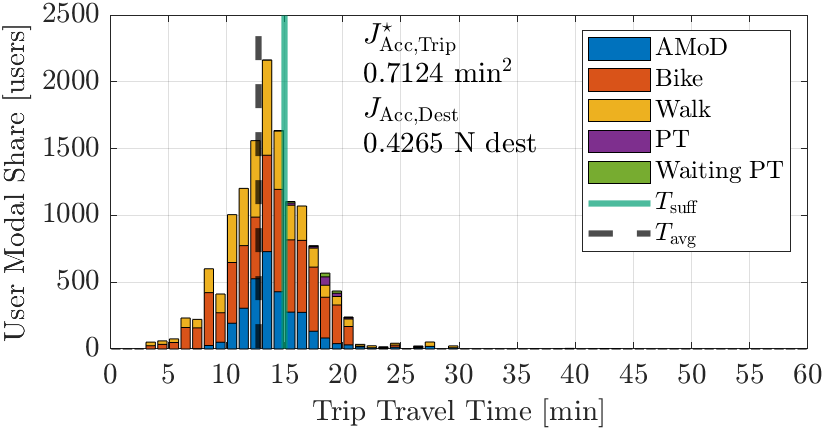 2500
2000
1500
1000
500
0
User Modal Share [users]
J⋆Acc,Trip
0.7124 min²
JAcc,Dest
0.4265 N dest
AMoD
Bike
Walk
PT
Waiting PT
Tsuff
Tavg
0 5 10 15 20 25 30 35 40 45 50 55 60
Trip Travel Time [min]